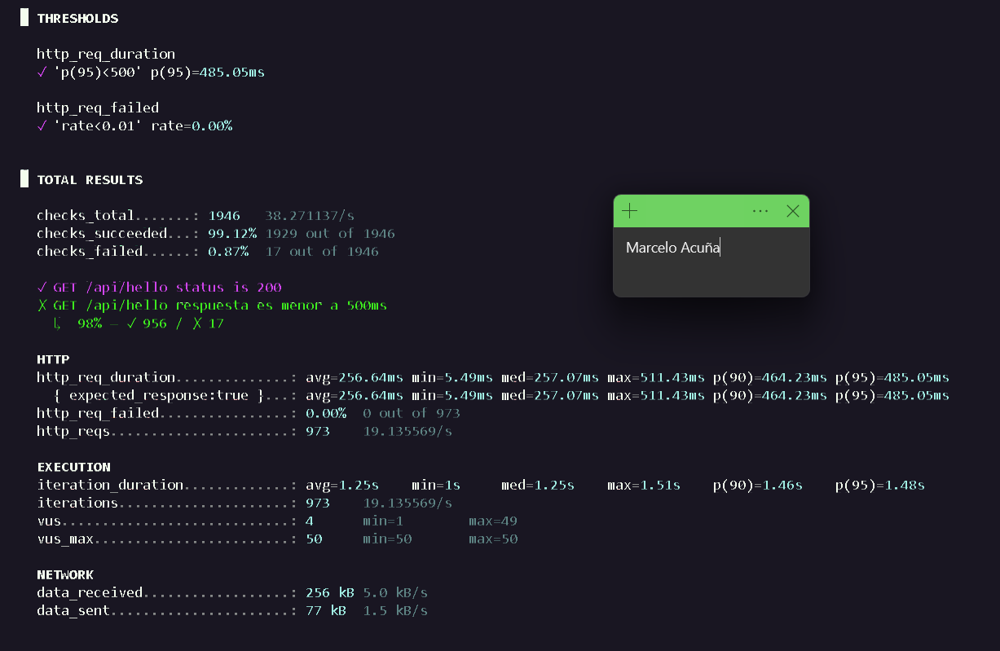 THRESHOLDS
http_req_duration
✓ 'p(95)<500' p(95)=485.05ms
http_req_failed
✓ 'rate<0.01' rate=0.00%
TOTAL RESULTS
checks_total.......: 1946 38.271137/s
checks_succeeded...: 99.12% 1929 out of 1946
checks_failed......: 0.87% 17 out of 1946
Marcelo Acuña
✓ GET /api/hello status is 200
✗ GET /api/hello respuesta es menor a 500ms
↳ 98% — ✓ 956 / ✗ 17
HTTP
http_req_duration..............: avg=256.64ms min=5.49ms med=257.07ms max=511.43ms p(90)=464.23ms p(95)=485.05ms
{ expected_response:true }...: avg=256.64ms min=5.49ms med=257.07ms max=511.43ms p(90)=464.23ms p(95)=485.05ms
http_req_failed................: 0.00% 0 out of 973
http_reqs......................: 973 19.135569/s
EXECUTION
iteration_duration.............: avg=1.25s min=1s med=1.25s max=1.51s p(90)=1.46s p(95)=1.48s
iterations.....................: 973 19.135569/s
vus............................: 4 min=1 max=49
vus_max........................: 50 min=50 max=50
NETWORK
data_received..................: 256 kB 5.0 kB/s
data_sent......................: 77 kB 1.5 kB/s